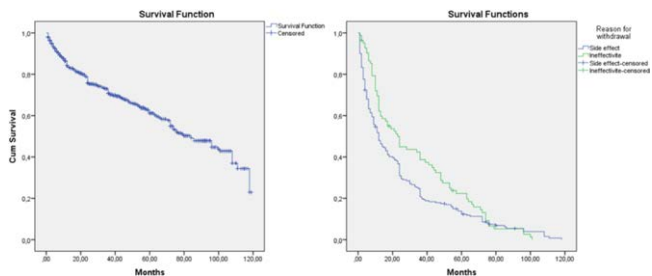 Survival Function
Survival Function
Censored
Cum Survival
1,0
0,8
0,6
0,4
0,2
0,0
,00
20,00
40,00
60,00
80,00
100,00
120,00
Months
Survival Functions
Reason for
withdrawal
Side effect
Ineffectivite
Side effect-censored
Ineffectivite-censored
1,0
0,8
0,6
0,4
0,2
0,0
,00
20,00
40,00
60,00
80,00
100,00
120,00
Months